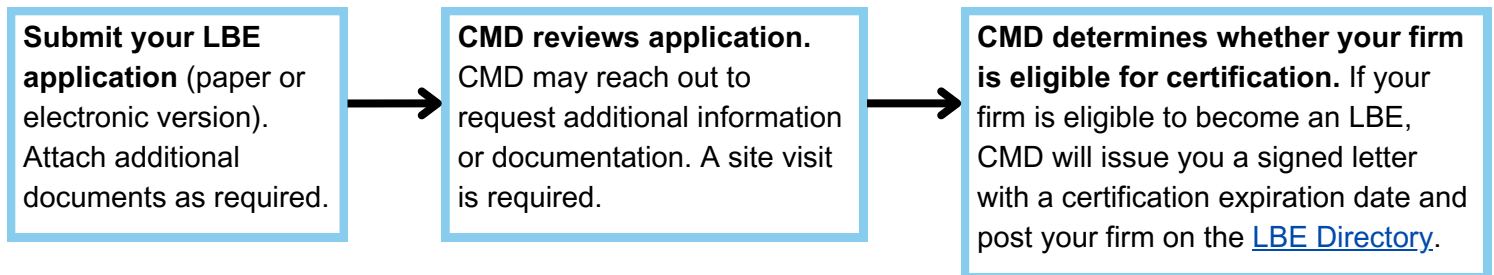 Submit your LBE
application (paper or
electronic version).
Attach additional
documents as required.
CMD reviews application.
CMD may reach out to
request additional information
or documentation. A site visit
is required.
CMD determines whether your firm
is eligible for certification. If your
firm is eligible to become an LBE,
CMD will issue you a signed letter
with a certification expiration date and
post your firm on the LBE Directory.